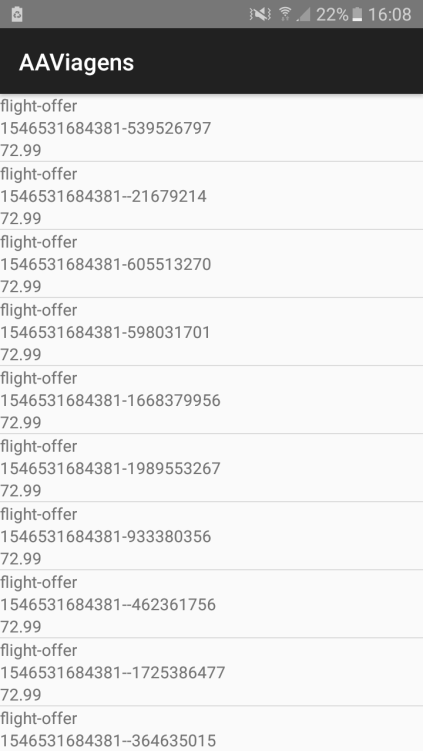 22% 16:08
AAViagens
flight-offer
1546531684381-539526797
72.99
flight-offer
1546531684381--21679214
72.99
flight-offer
1546531684381-605513270
72.99
flight-offer
1546531684381-598031701
72.99
flight-offer
1546531684381-1668379956
72.99
flight-offer
1546531684381-1989553267
72.99
flight-offer
1546531684381-933380356
72.99
flight-offer
1546531684381--462361756
72.99
flight-offer
1546531684381--1725386477
72.99
flight-offer
1546531684381--364635015